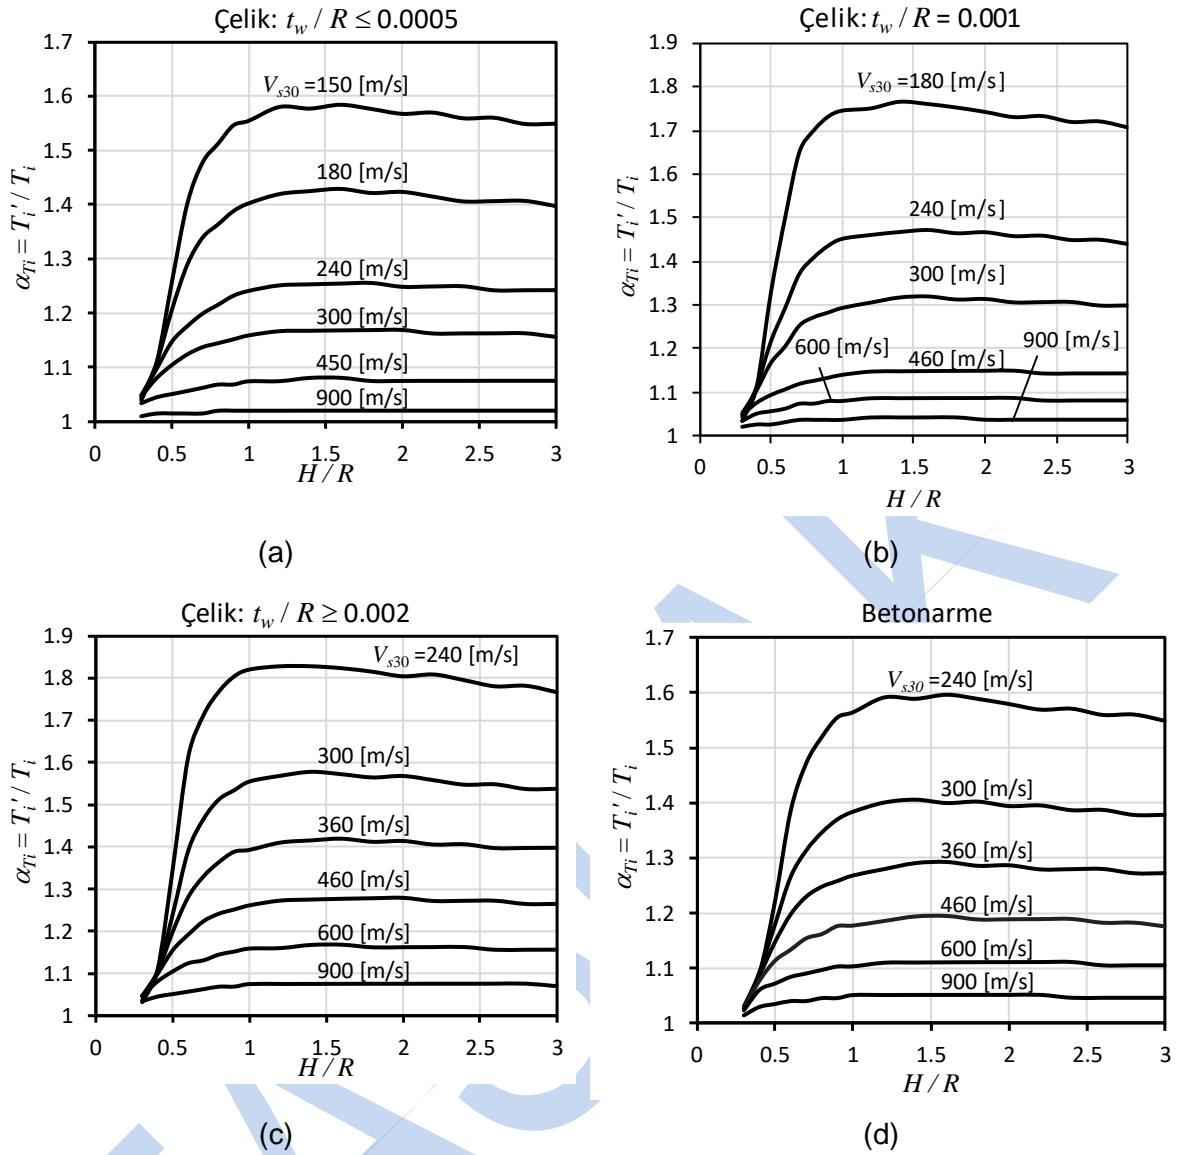 Çelik: t_w / R ≤ 0.0005
1.7
1.6
1.5
1.4
1.3
1.2
1.1
1
α_Ti = T_i' / T_i
V_s30 =150 [m/s]
180 [m/s]
240 [m/s]
300 [m/s]
450 [m/s]
900 [m/s]
0 0.5 1 1.5 2 2.5 3
H / R
(a)
Çelik: t_w / R = 0.001
1.9
1.8
1.7
1.6
1.5
1.4
1.3
1.2
1.1
1
α_Ti = T_i' / T_i
V_s30 =180 [m/s]
240 [m/s]
300 [m/s]
600 [m/s]
460 [m/s]
900 [m/s]
0 0.5 1 1.5 2 2.5 3
H / R
(b)
Çelik: t_w / R ≥ 0.002
1.9
1.8
1.7
1.6
1.5
1.4
1.3
1.2
1.1
1
α_Ti = T_i' / T_i
V_s30 =240 [m/s]
300 [m/s]
360 [m/s]
460 [m/s]
600 [m/s]
900 [m/s]
0 0.5 1 1.5 2 2.5 3
H / R
(c)
Betonarme
1.7
1.6
1.5
1.4
1.3
1.2
1.1
1
α_Ti = T_i' / T_i
V_s30 =240 [m/s]
300 [m/s]
360 [m/s]
460 [m/s]
600 [m/s]
900 [m/s]
0 0.5 1 1.5 2 2.5 3
H / R
(d)